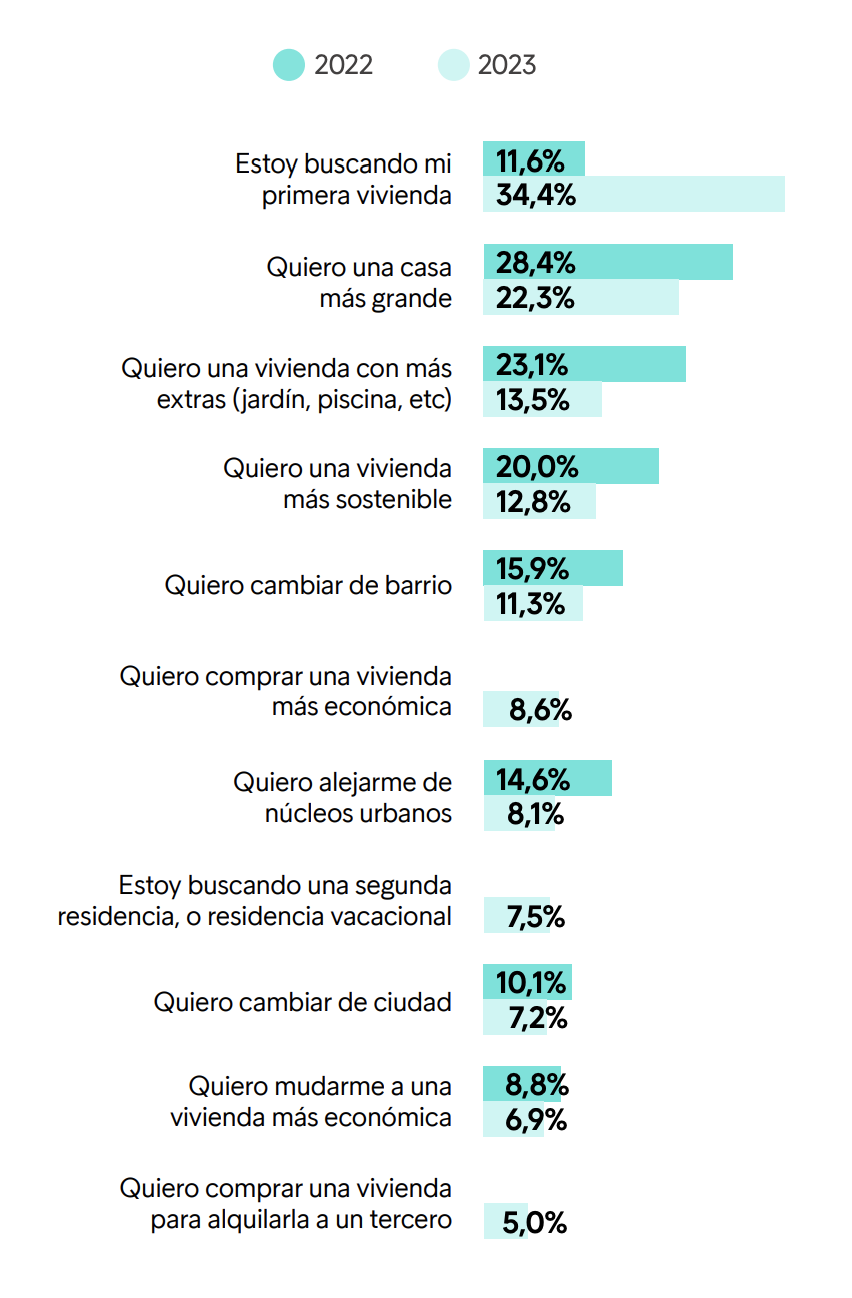 2022 2023
Estoy buscando mi
primera vivienda
11,6%
34,4%
Quiero una casa
más grande
28,4%
22,3%
Quiero una vivienda con más
extras (jardín, piscina, etc)
23,1%
13,5%
Quiero una vivienda
más sostenible
20,0%
12,8%
Quiero cambiar de barrio
15,9%
11,3%
Quiero comprar una vivienda
más económica
8,6%
Quiero alejarme de
núcleos urbanos
14,6%
8,1%
Estoy buscando una segunda
residencia, o residencia vacacional
7,5%
Quiero cambiar de ciudad
10,1%
7,2%
Quiero mudarme a una
vivienda más económica
8,8%
6,9%
Quiero comprar una vivienda
para alquilarla a un tercero
5,0%